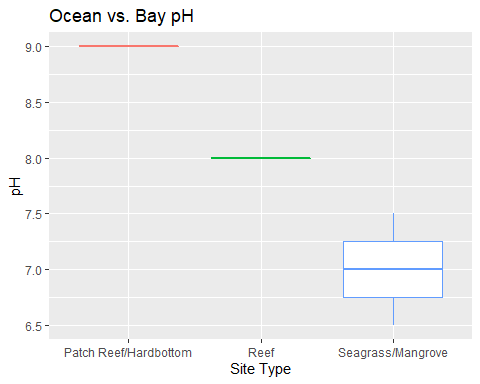 Ocean vs. Bay pH
9.0
8.5
8.0
7.5
7.0
6.5
pH
Patch Reef/Hardbottom Reef Seagrass/Mangrove
Site Type